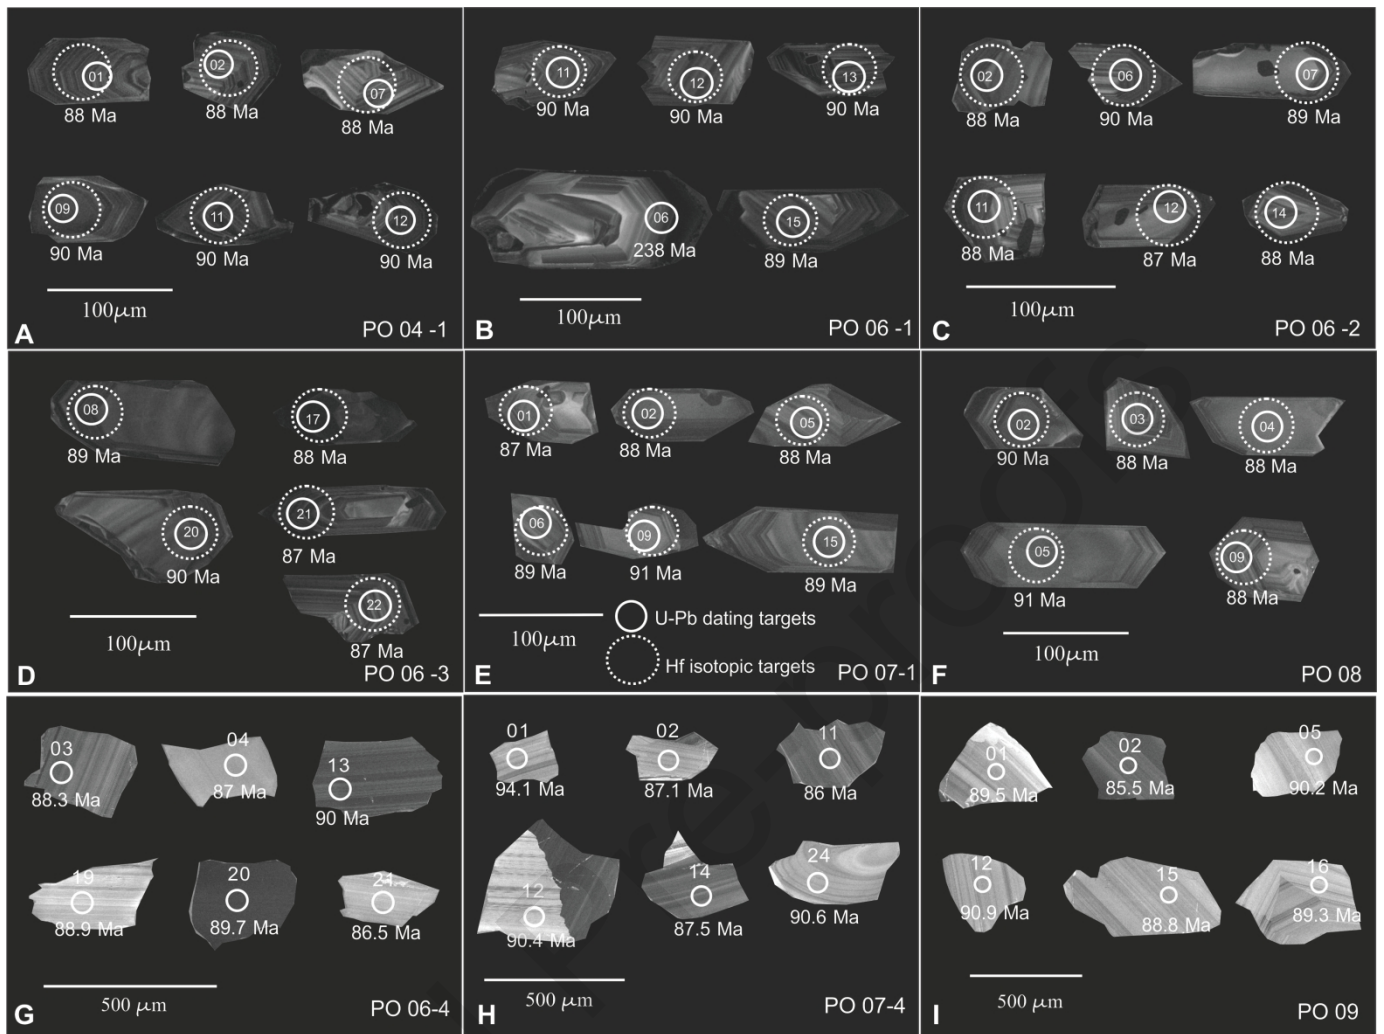 01 02 07
88 Ma 88 Ma 88 Ma
09 11 12
90 Ma 90 Ma 90 Ma
100μm
A PO 04 -1
11 12 13
90 Ma 90 Ma 90 Ma
06 15
238 Ma 89 Ma
100μm
B PO 06 -1
02 06 07
88 Ma 90 Ma 89 Ma
11 12 14
88 Ma 87 Ma 88 Ma
100μm
C PO 06 -2
08 17
89 Ma 88 Ma
20 21
90 Ma 87 Ma
22
87 Ma
100μm
D PO 06 -3
01 02 05
87 Ma 88 Ma 88 Ma
06 09 15
89 Ma 91 Ma 89 Ma
100μm
U-Pb dating targets
Hf isotopic targets
E PO 07-1
02 03 04
90 Ma 88 Ma 88 Ma
05 09
91 Ma 88 Ma
100μm
F PO 08
03 04 13
88.3 Ma 87 Ma 90 Ma
19 20 21
88.9 Ma 89.7 Ma 86.5 Ma
500 μm
G PO 06-4
01 02 11
94.1 Ma 87.1 Ma 86 Ma
12 14 24
90.4 Ma 87.5 Ma 90.6 Ma
500 μm
H PO 07-4
01 02 05
89.5 Ma 85.5 Ma 90.2 Ma
12 15 16
90.9 Ma 88.8 Ma 89.3 Ma
500 μm
I PO 09